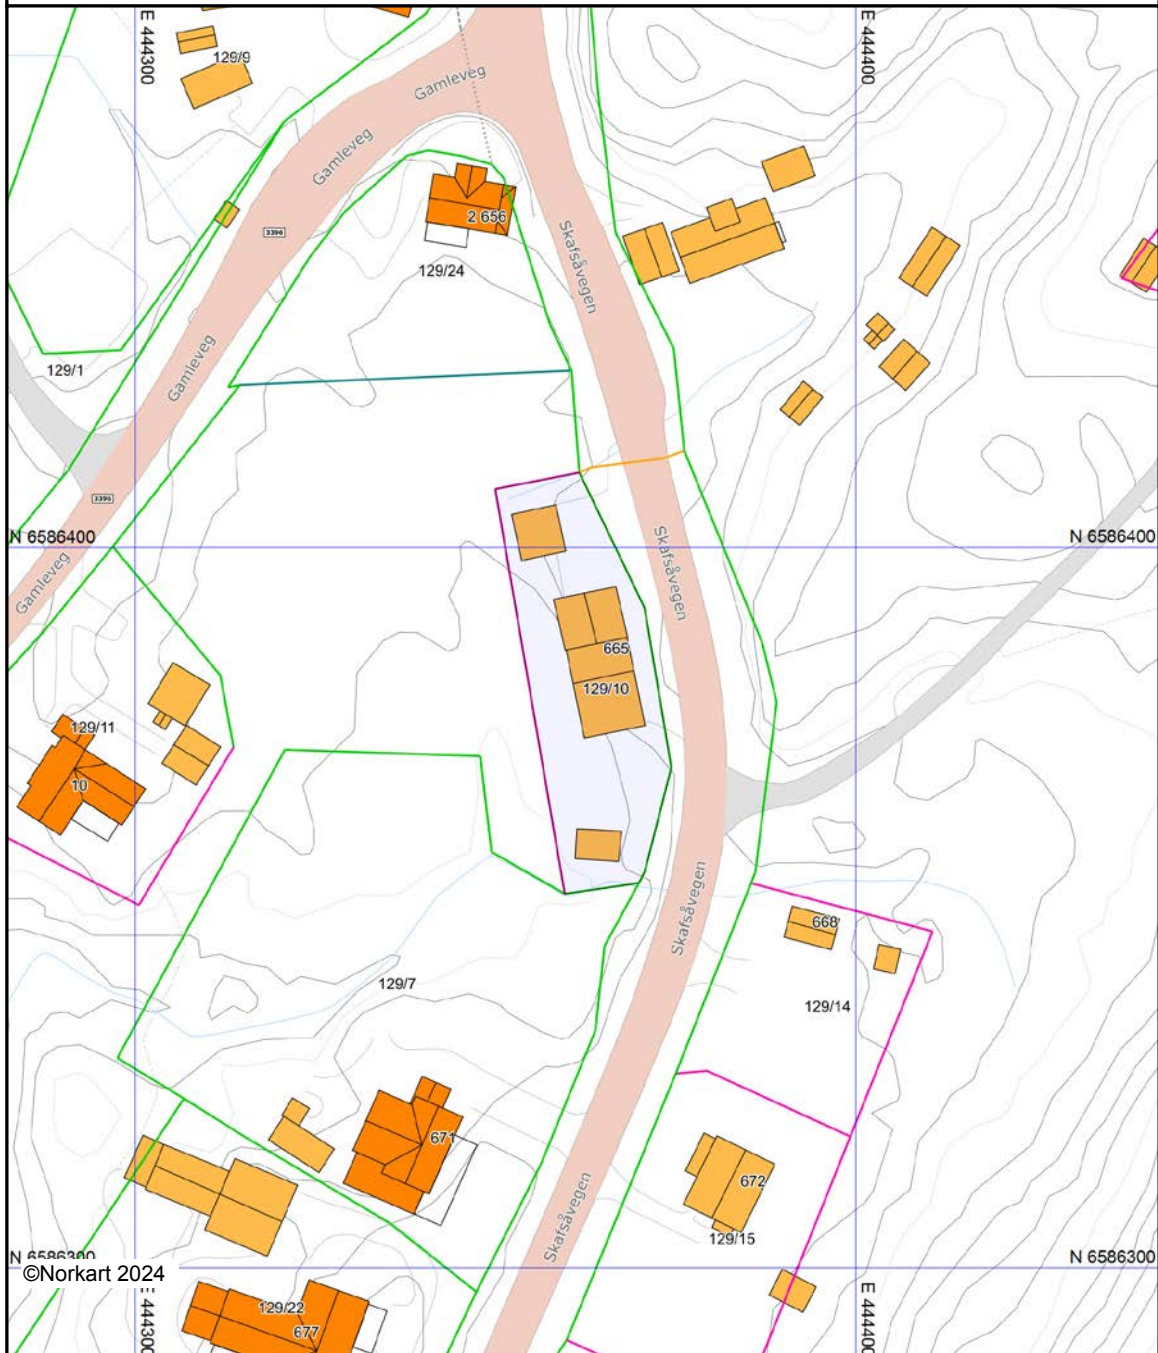 E 444300
E 444400
129/9
Gamleveg
Gamleveg
2 656
3396
Skafsåvegen
129/24
Gamleveg
129/1
3396
N 6586400
N 6586400
Skafsåvegen
Gamleveg
665
129/10
129/11
10
Skafsåvegen
668
129/7
129/14
671
672
Skafsåvegen
129/15
N 6586300
N 6586300
©Norkart 2024
E 444300
E 444400
129/22
677